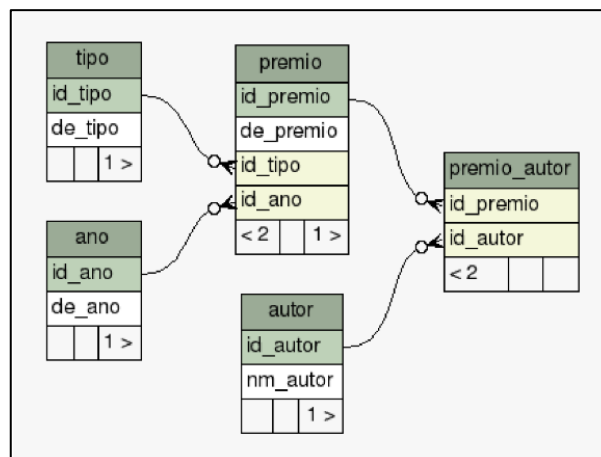 tipo
id_tipo
de_tipo
1 >
premio
id_premio
de_premio
id_tipo
id_ano
< 2 1 >
premio_autor
id_premio
id_autor
< 2
ano
id_ano
de_ano
1 >
autor
id_autor
nm_autor
1 >